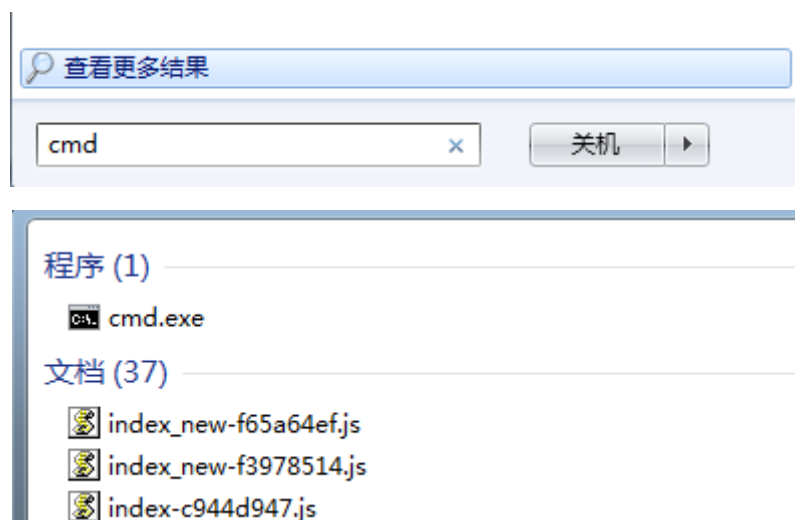 查看更多结果
cmd × 关机
程序 (1)
cmd.exe
文档 (37)
index_new-f65a64ef.js
index_new-f3978514.js
index-c944d947.js